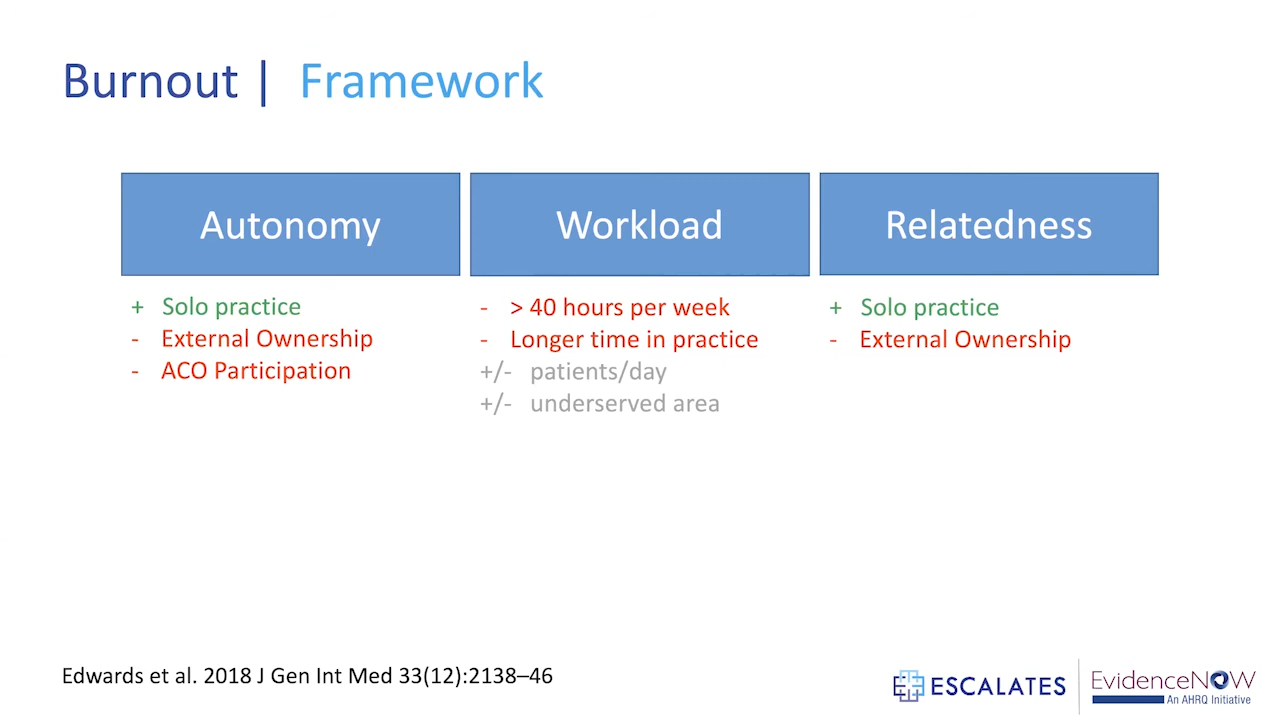 Burnout | Framework
Autonomy
+ Solo practice
- External Ownership
- ACO Participation
Workload
- > 40 hours per week
- Longer time in practice
+/- patients/day
+/- underserved area
Relatedness
+ Solo practice
- External Ownership
Edwards et al. 2018 J Gen Int Med 33(12):2138–46
ESCALATES
EvidenceNOW
An AHRQ Initiative